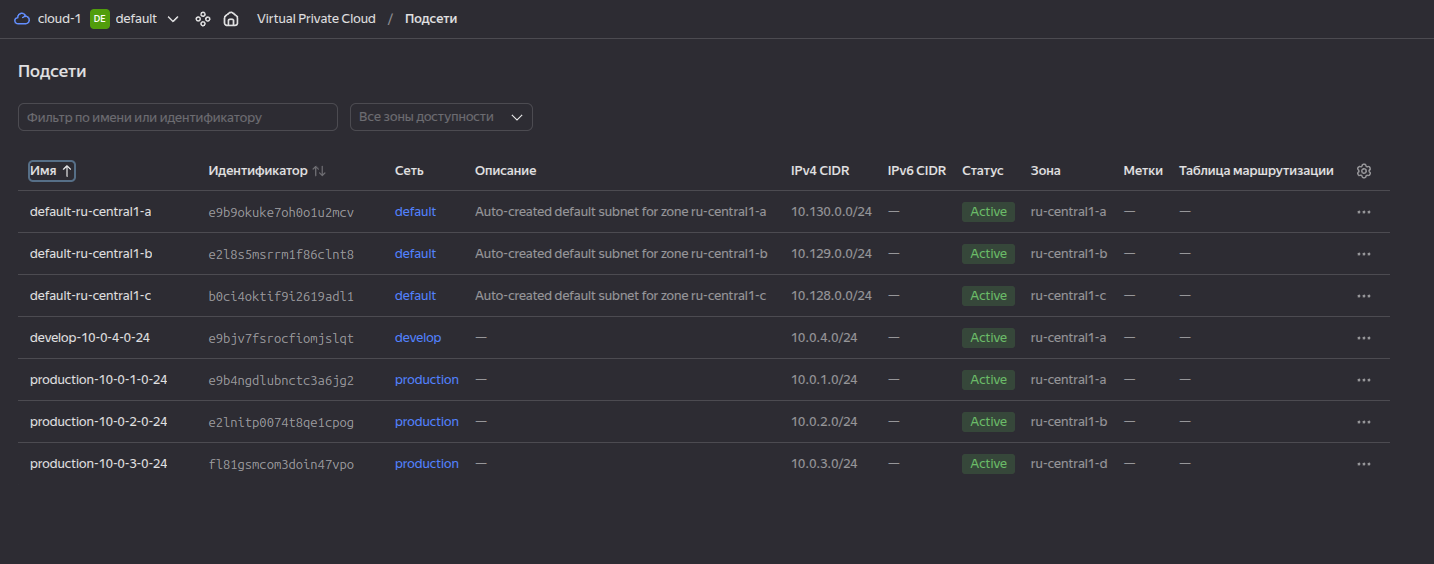 cloud-1 DE default Virtual Private Cloud / Подсети
Подсети
Фильтр по имени или идентификатору Все зоны доступности
Имя ↑ Идентификатор ↑↓ Сеть Описание IPv4 CIDR IPv6 CIDR Статус Зона Метки Таблица маршрутизации
default-ru-central1-a e9b9okuke7oh0o1u2mcv default Auto-created default subnet for zone ru-central1-a 10.130.0.0/24 — Active ru-central1-a — —
default-ru-central1-b e2l8s5msrrm1f86clnt8 default Auto-created default subnet for zone ru-central1-b 10.129.0.0/24 — Active ru-central1-b — —
default-ru-central1-c b0ci4oktif9i2619adl1 default Auto-created default subnet for zone ru-central1-c 10.128.0.0/24 — Active ru-central1-c — —
develop-10-0-4-0-24 e9bjv7fsrocfiomjslqt develop — 10.0.4.0/24 — Active ru-central1-a — —
production-10-0-1-0-24 e9b4ngdlubnctc3a6jg2 production — 10.0.1.0/24 — Active ru-central1-a — —
production-10-0-2-0-24 e2lnitp0074t8qe1cpog production — 10.0.2.0/24 — Active ru-central1-b — —
production-10-0-3-0-24 fl81gsmcom3doin47vpo production — 10.0.3.0/24 — Active ru-central1-d — —